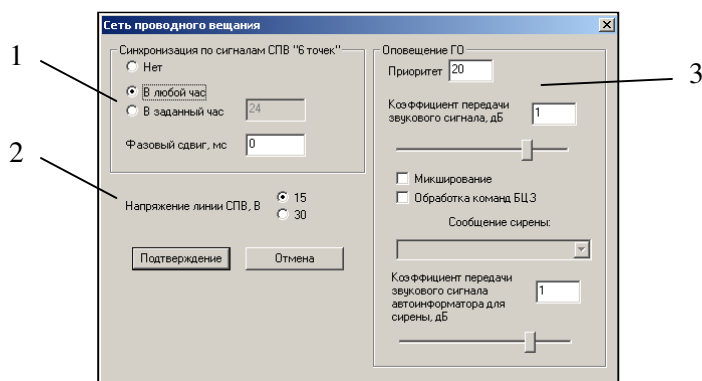 Сеть проводного вещания
1
2
3
Синхронизация по сигналам СПВ "6 точек"
Нет
В любой час
В заданный час
24
Фазовый сдвиг, мс
0
Напряжение линии СПВ, В
15
30
Подтверждение
Отмена
Оповещение ГО
Приоритет
20
Коэффициент передачи
звукового сигнала, дБ
1
Микширование
Обработка команд БЦЗ
Сообщение сирены:
Коэффициент передачи
звукового сигнала
автоинформатора для
сирены, дБ
1